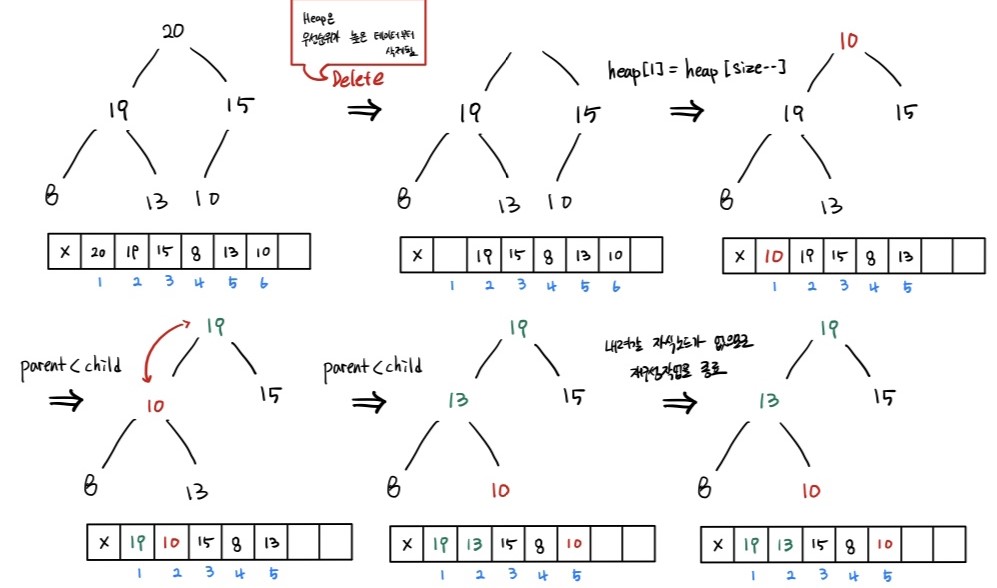 Heap은
우선순위가 높은 데이터부터
삭제됨
Delete
20
19 15
8 13 10
X 20 19 15 8 13 10
1 2 3 4 5 6
⇒
19 15
8 13 10
X 19 15 8 13 10
1 2 3 4 5 6
heap[1] = heap [size--]
⇒
10
19 15
8 13
X 10 19 15 8 13
1 2 3 4 5
parent < child
⇒
19
10 15
8 13
X 19 10 15 8 13
1 2 3 4 5
parent < child
⇒
19
13 15
8 10
X 19 13 15 8 10
1 2 3 4 5
내려갈 자식노드가 없으므로
재구성작업을 종료
⇒
19
13 15
8 10
X 19 13 15 8 10
1 2 3 4 5